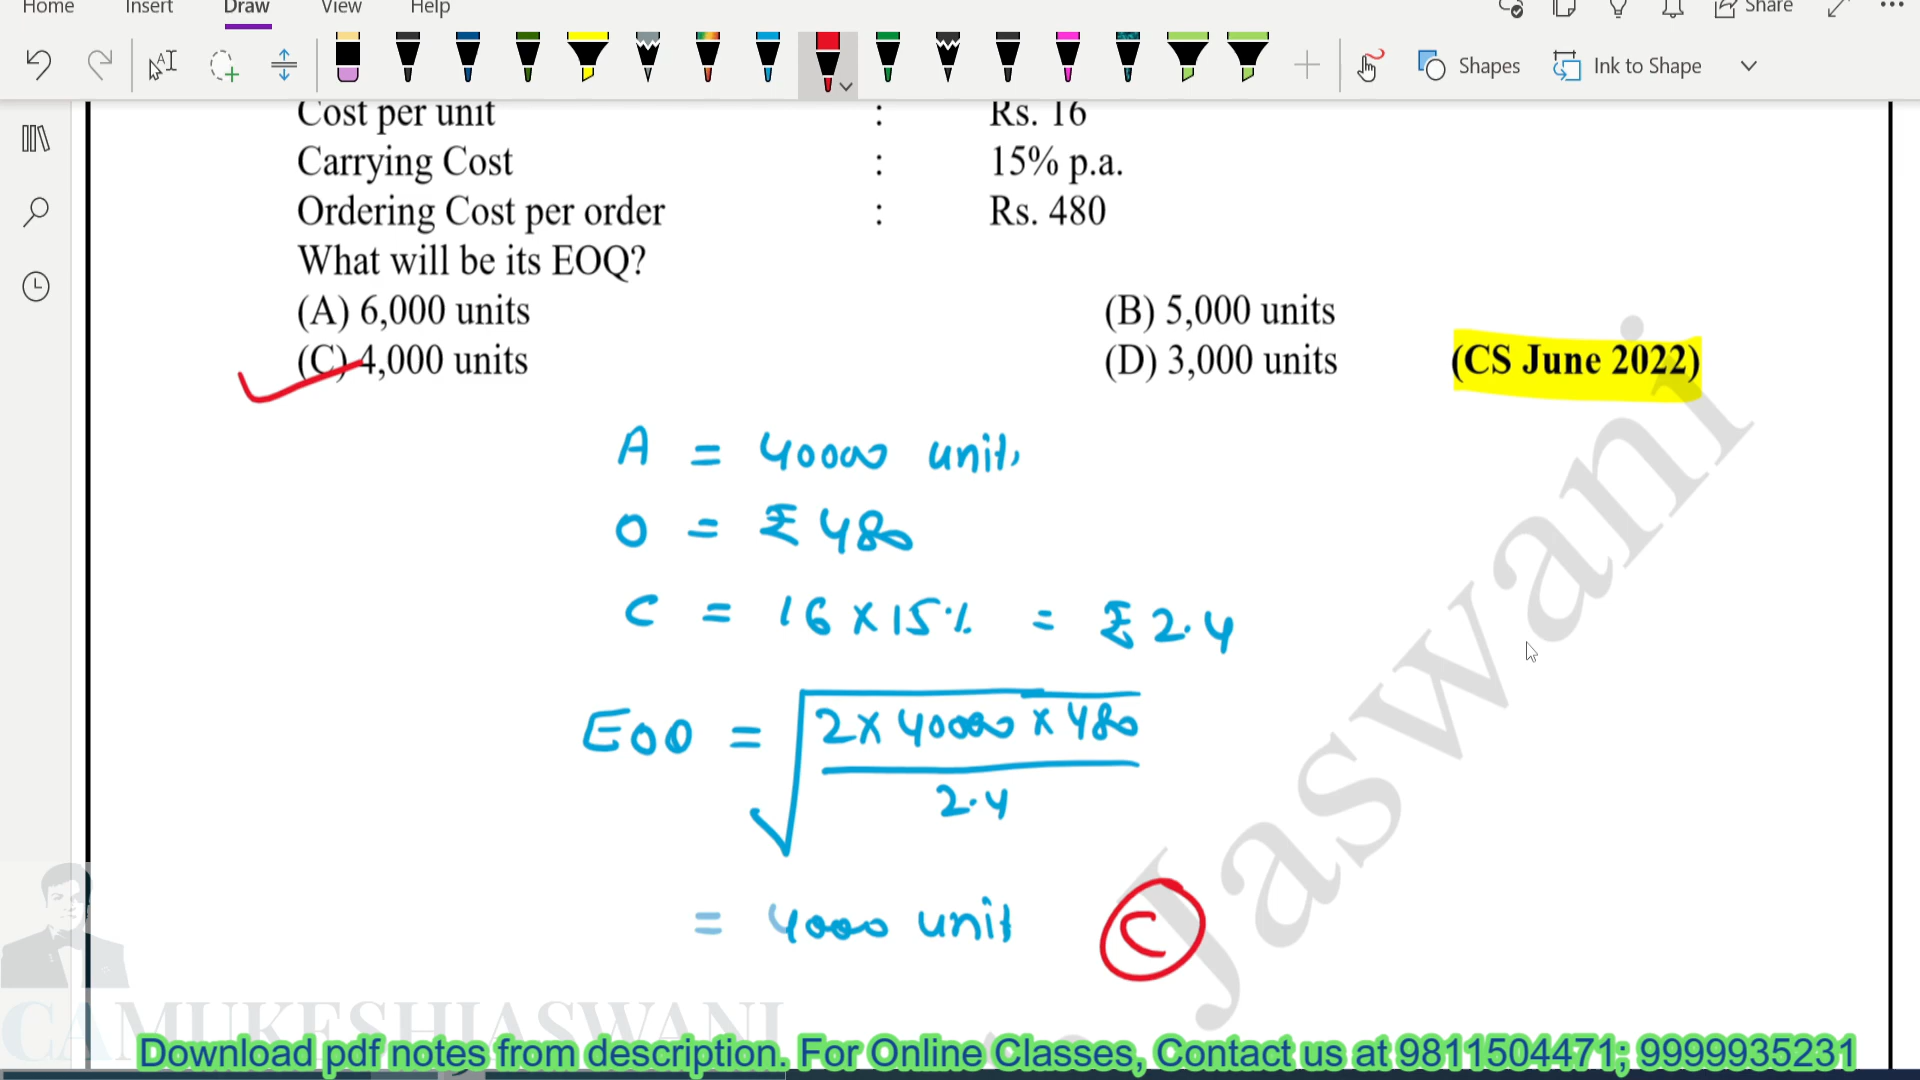 Home Insert Draw View Help Share
Shapes Ink to Shape
Cost per unit : Rs. 16
Carrying Cost : 15% p.a.
Ordering Cost per order : Rs. 480
What will be its EOQ?
(A) 6,000 units (B) 5,000 units
(C) 4,000 units (D) 3,000 units (CS June 2022)
A = 40000 units
O = ₹ 480
C = 16 × 15% = ₹ 2.4
EOQ = √ 2 × 40000 × 480
2.4
= 4000 unit C
Jaswani
CAMUKESHJASWANI
Download pdf notes from description. For Online Classes, Contact us at 9811504471; 9999935231